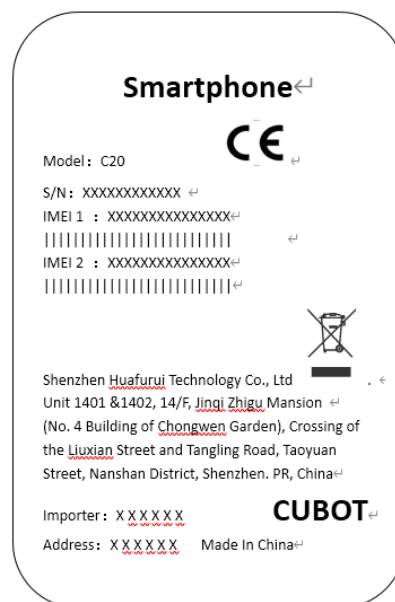 Smartphone
CE
Model：C20
S/N：XXXXXXXXXXXX
IMEI 1 ：XXXXXXXXXXXXXXX
||||||||||||||||||||||||||
IMEI 2 ：XXXXXXXXXXXXXXX
||||||||||||||||||||||||||
Shenzhen Huafurui Technology Co., Ltd .
Unit 1401 &1402, 14/F, Jinqi Zhigu Mansion
(No. 4 Building of Chongwen Garden), Crossing of
the Liuxian Street and Tangling Road, Taoyuan
Street, Nanshan District, Shenzhen. PR, China
Importer：X X X X X X CUBOT
Address：X X X X X X Made In China